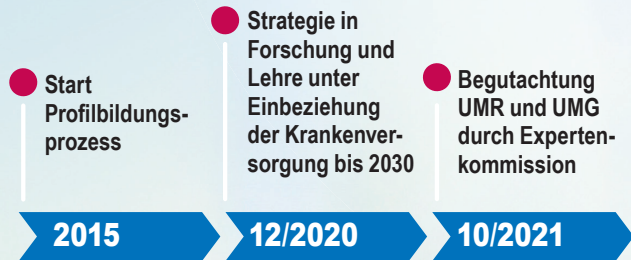 Start
Profilbildungs-
prozess
Strategie in
Forschung und
Lehre unter
Einbeziehung
der Krankenver-
sorgung bis 2030
Begutachtung
UMR und UMG
durch Experten-
kommission
2015
12/2020
10/2021